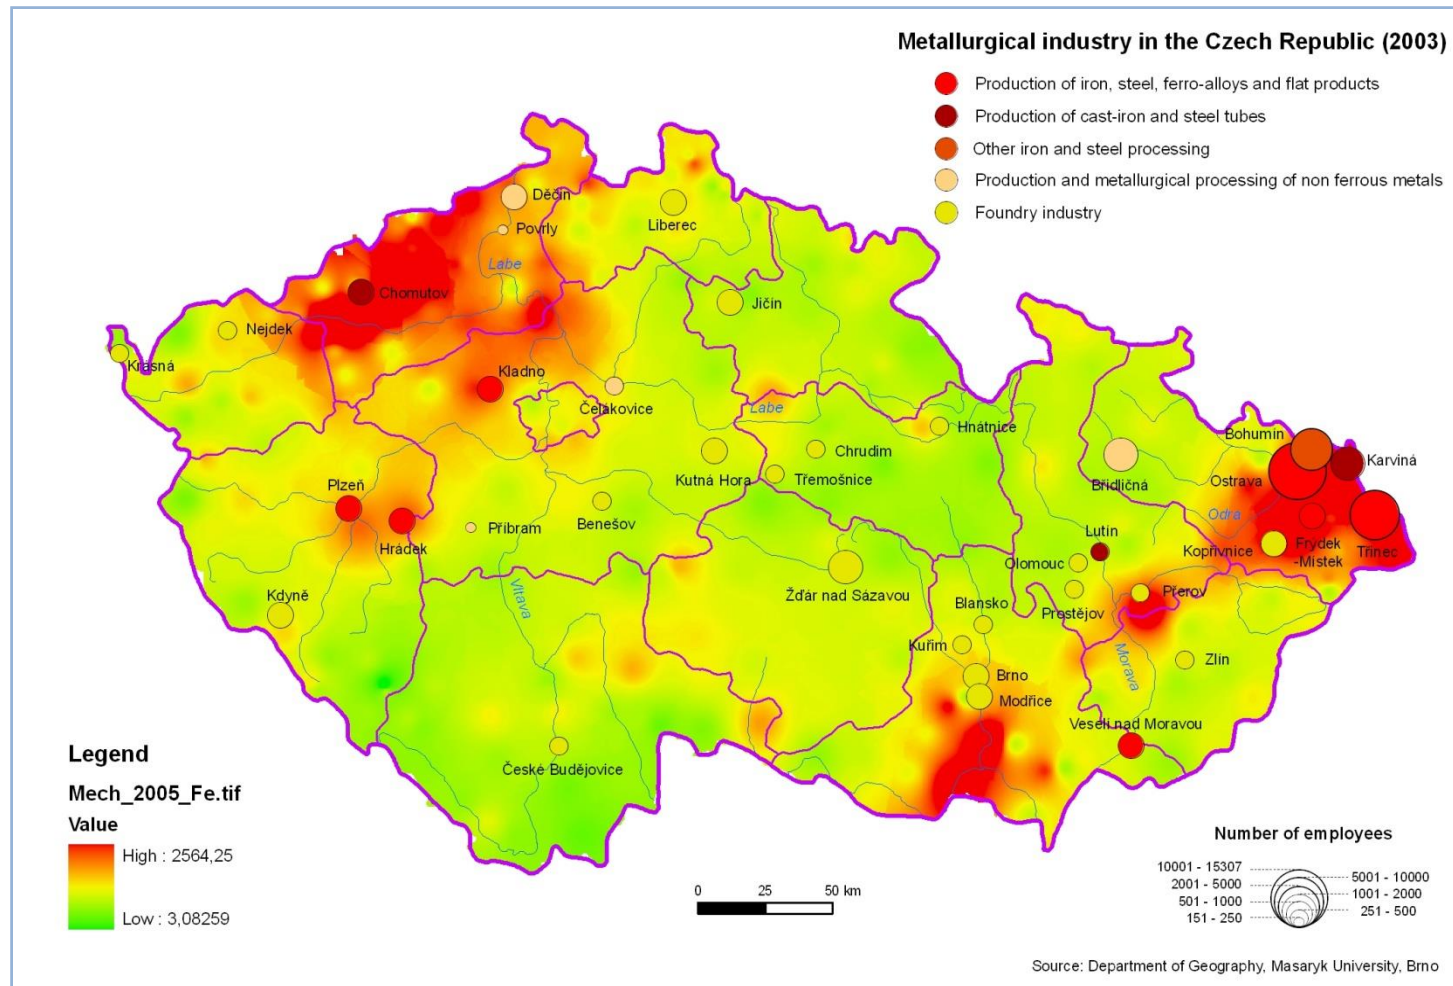 Metallurgical industry in the Czech Republic (2003)
Production of iron, steel, ferro-alloys and flat products
Production of cast-iron and steel tubes
Other iron and steel processing
Production and metallurgical processing of non ferrous metals
Foundry industry
Děčín
Povrly
Liberec
Labe
Chomutov
Jičín
Nejdek
Krásná
Kladno
Čelákovice
Labe
Hnátnice
Bohumín
Chrudim
Karviná
Kutná Hora
Třemošnice
Ostrava
Břidličná
Plzeň
Odra
Příbram
Benešov
Hrádek
Lutín
Kopřivnice
Frýdek
-Místek
Třinec
Olomouc
Kdyně
Vltava
Žďár nad Sázavou
Prostějov
Přerov
Blansko
Kuřim
Morava
Zlín
Brno
Modřice
Veselí nad Moravou
České Budějovice
Legend
Mech_2005_Fe.tif
Value
High : 2564,25
Low : 3,08259
0 25 50 km
Number of employees
10001 - 15307
5001 - 10000
2001 - 5000
1001 - 2000
501 - 1000
251 - 500
151 - 250
Source: Department of Geography, Masaryk University, Brno